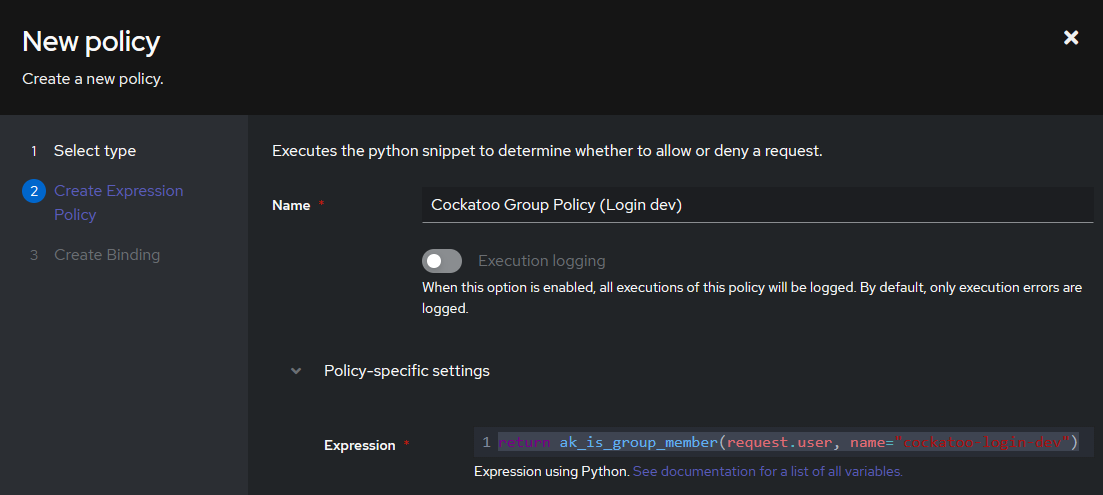 New policy
Create a new policy.
1 Select type
2 Create Expression
Policy
3 Create Binding
Executes the python snippet to determine whether to allow or deny a request.
Name *
Cockatoo Group Policy (Login dev)
Execution logging
When this option is enabled, all executions of this policy will be logged. By default, only execution errors are
logged.
Policy-specific settings
Expression *
1 return ak_is_group_member(request.user, name="cockatoo-login-dev")
Expression using Python. See documentation for a list of all variables.